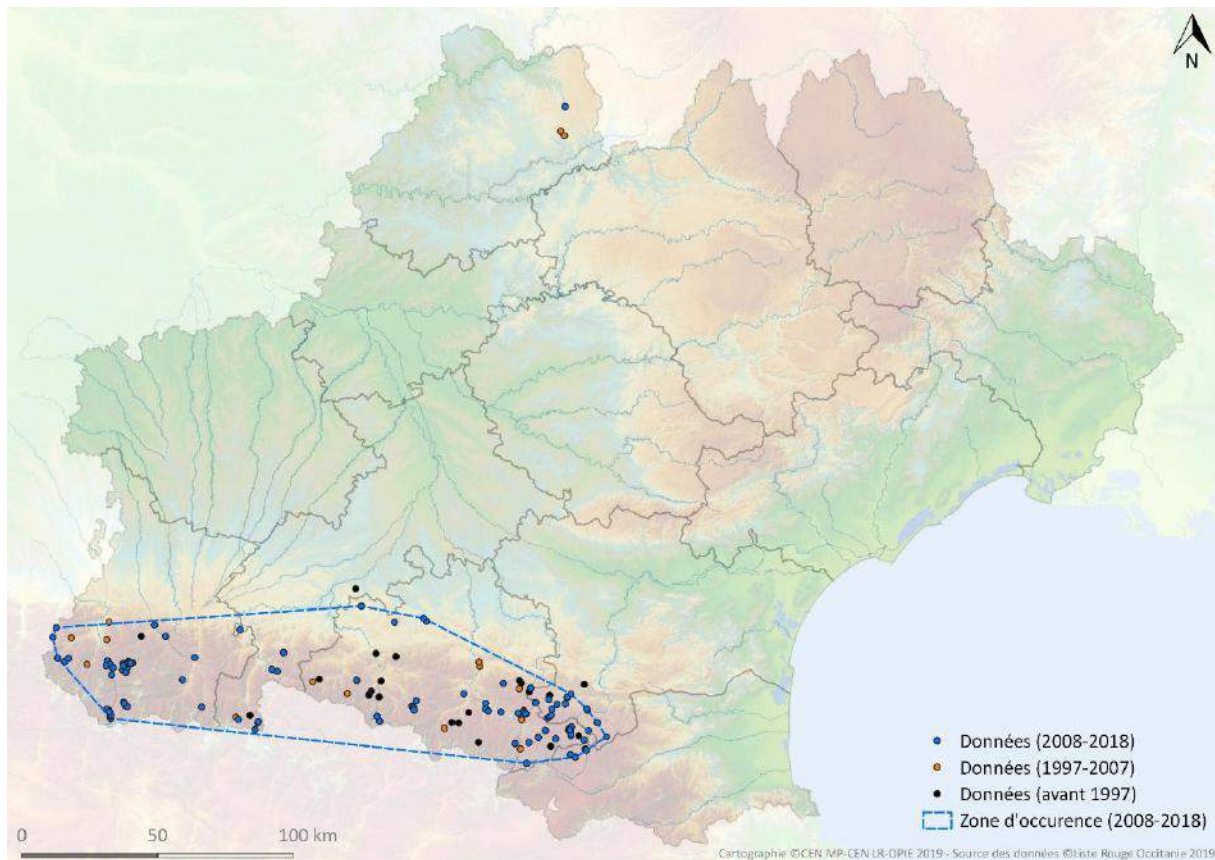 N
Données (2008-2018)
Données (1997-2007)
Données (avant 1997)
Zone d'occurence (2008-2018)
0 50 100 km
Cartographie ©CEN MP-CEN LR-OPIE 2019 - Source des données ©Liste Rouge Occitanie 2019